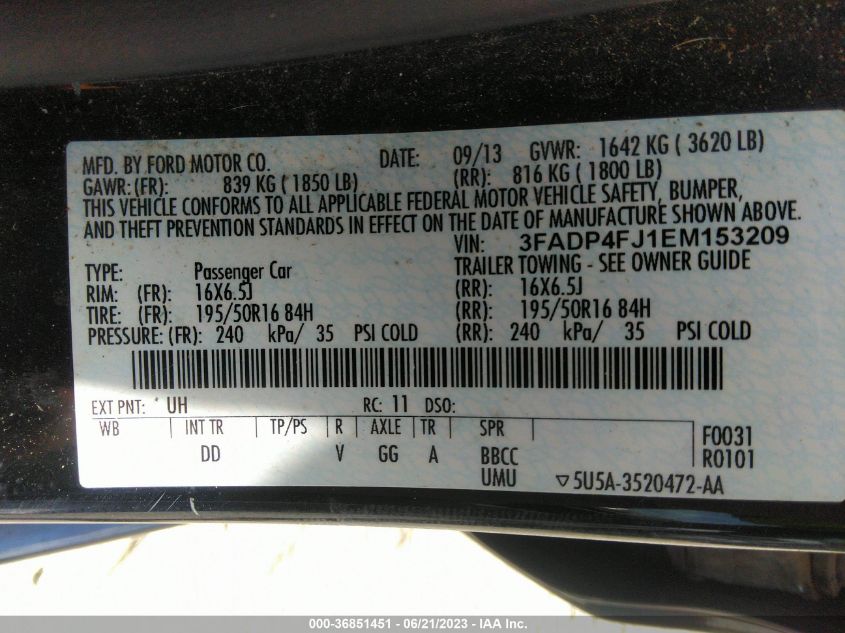 MFD. BY FORD MOTOR CO. DATE: 09/13 GVWR: 1642 KG ( 3620 LB)
GAWR:(FR): 839 KG ( 1850 LB) (RR): 816 KG ( 1800 LB)
THIS VEHICLE CONFORMS TO ALL APPLICABLE FEDERAL MOTOR VEHICLE SAFETY, BUMPER,
AND THEFT PREVENTION STANDARDS IN EFFECT ON THE DATE OF MANUFACTURE SHOWN ABOVE.
VIN: 3FADP4FJ1EM153209
TYPE: Passenger Car TRAILER TOWING - SEE OWNER GUIDE
RIM: (FR): 16X6.5J (RR): 16X6.5J
TIRE: (FR): 195/50R16 84H (RR): 195/50R16 84H
PRESSURE: (FR): 240 kPa/ 35 PSI COLD (RR): 240 kPa/ 35 PSI COLD
EXT PNT: * UH RC: 11 DSO:
WB INT TR TP/PS R AXLE TR SPR F0031
DD V GG A BBCC R0101
UMU ▽5U5A-3520472-AA
000-36851451 - 06/21/2023 - IAA Inc.